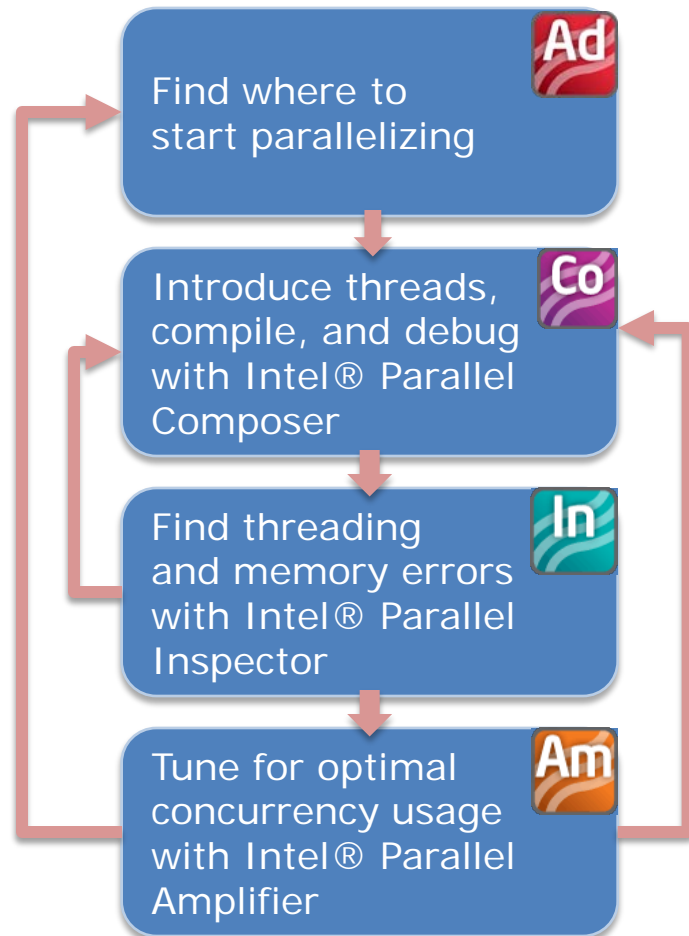 Ad
Find where to
start parallelizing
Co
Introduce threads,
compile, and debug
with Intel® Parallel
Composer
In
Find threading
and memory errors
with Intel® Parallel
Inspector
Am
Tune for optimal
concurrency usage
with Intel® Parallel
Amplifier